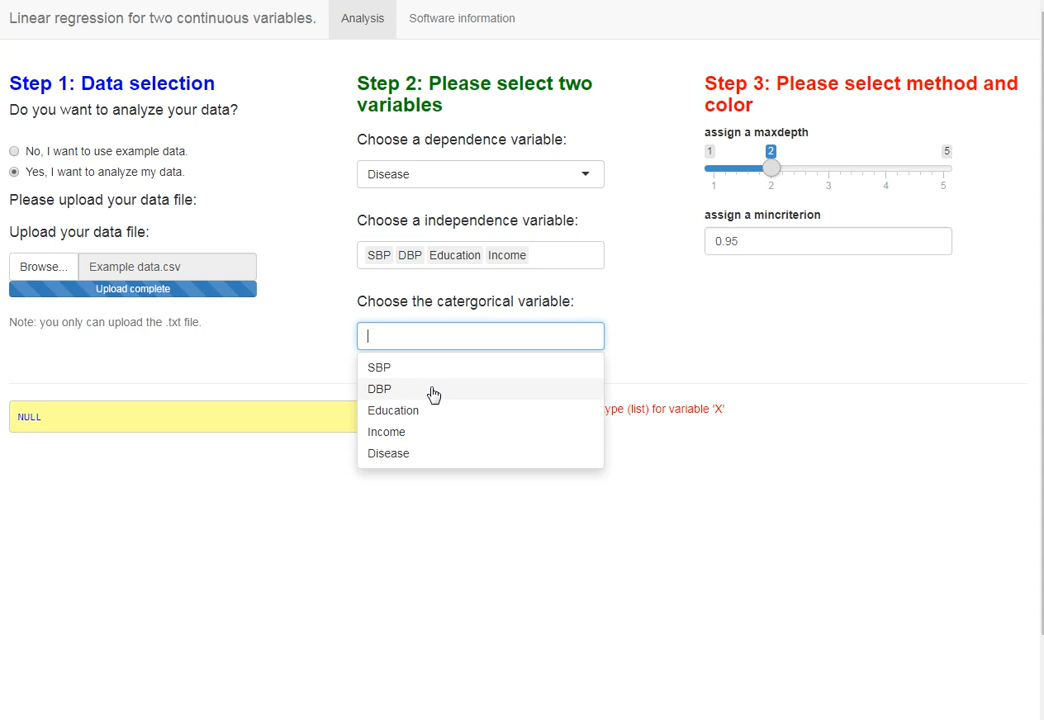 Linear regression for two continuous variables. Analysis Software information
Step 1: Data selection
Do you want to analyze your data?
No, I want to use example data.
Yes, I want to analyze my data.
Please upload your data file:
Upload your data file:
Browse... Example data.csv
Upload complete
Note: you only can upload the .txt file.
NULL
Step 2: Please select two
variables
Choose a dependence variable:
Disease
Choose a independence variable:
SBP DBP Education Income
Choose the catergorical variable:
SBP
DBP
Education
Income
Disease
Step 3: Please select method and
color
assign a maxdepth
1 2 5
1 2 3 4 5
assign a mincriterion
0.95
ype (list) for variable 'X'